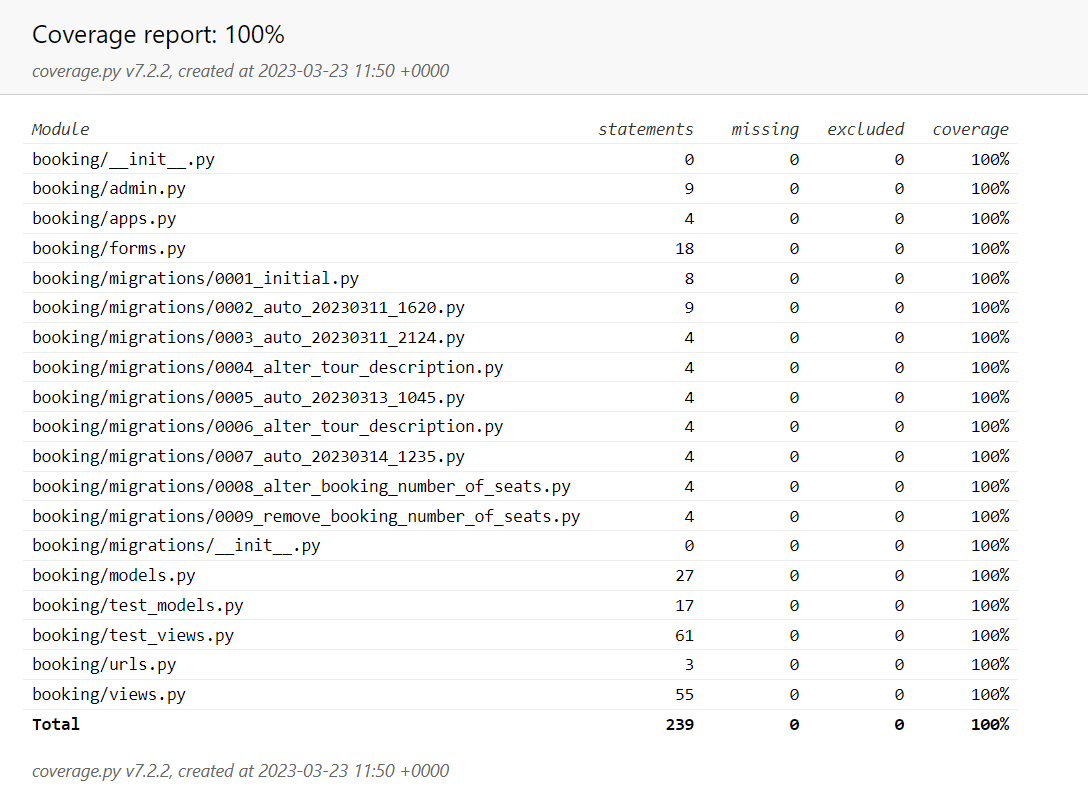 Coverage report: 100%
coverage.py v7.2.2, created at 2023-03-23 11:50 +0000
Module statements missing excluded coverage
booking/__init__.py 0 0 0 100%
booking/admin.py 9 0 0 100%
booking/apps.py 4 0 0 100%
booking/forms.py 18 0 0 100%
booking/migrations/0001_initial.py 8 0 0 100%
booking/migrations/0002_auto_20230311_1620.py 9 0 0 100%
booking/migrations/0003_auto_20230311_2124.py 4 0 0 100%
booking/migrations/0004_alter_tour_description.py 4 0 0 100%
booking/migrations/0005_auto_20230313_1045.py 4 0 0 100%
booking/migrations/0006_alter_tour_description.py 4 0 0 100%
booking/migrations/0007_auto_20230314_1235.py 4 0 0 100%
booking/migrations/0008_alter_booking_number_of_seats.py 4 0 0 100%
booking/migrations/0009_remove_booking_number_of_seats.py 4 0 0 100%
booking/migrations/__init__.py 0 0 0 100%
booking/models.py 27 0 0 100%
booking/test_models.py 17 0 0 100%
booking/test_views.py 61 0 0 100%
booking/urls.py 3 0 0 100%
booking/views.py 55 0 0 100%
Total 239 0 0 100%
coverage.py v7.2.2, created at 2023-03-23 11:50 +0000